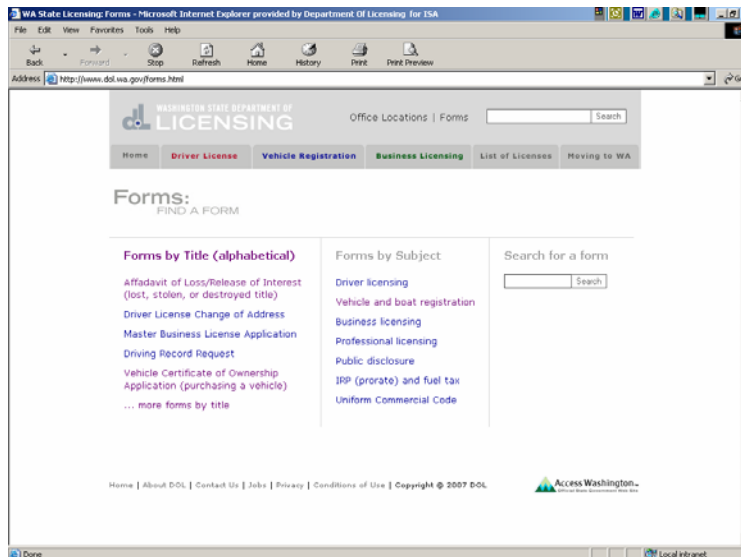 WA State Licensing: Forms - Microsoft Internet Explorer provided by Department Of Licensing for ISA
File Edit View Favorites Tools Help
Back Forward Stop Refresh Home History Print Print Preview
Address http://www.dol.wa.gov/forms.html
WASHINGTON STATE DEPARTMENT OF
dL LICENSING
Office Locations | Forms Search
Home Driver License Vehicle Registration Business Licensing List of Licenses Moving to WA
Forms:
FIND A FORM
Forms by Title (alphabetical)
Affadavit of Loss/Release of Interest
(lost, stolen, or destroyed title)
Driver License Change of Address
Master Business License Application
Driving Record Request
Vehicle Certificate of Ownership
Application (purchasing a vehicle)
... more forms by title
Forms by Subject
Driver licensing
Vehicle and boat registration
Business licensing
Professional licensing
Public disclosure
IRP (prorate) and fuel tax
Uniform Commercial Code
Search for a form
Search
Home | About DOL | Contact Us | Jobs | Privacy | Conditions of Use | Copyright © 2007 DOL
Access Washington
Official State Government Web Site
Done Local intranet